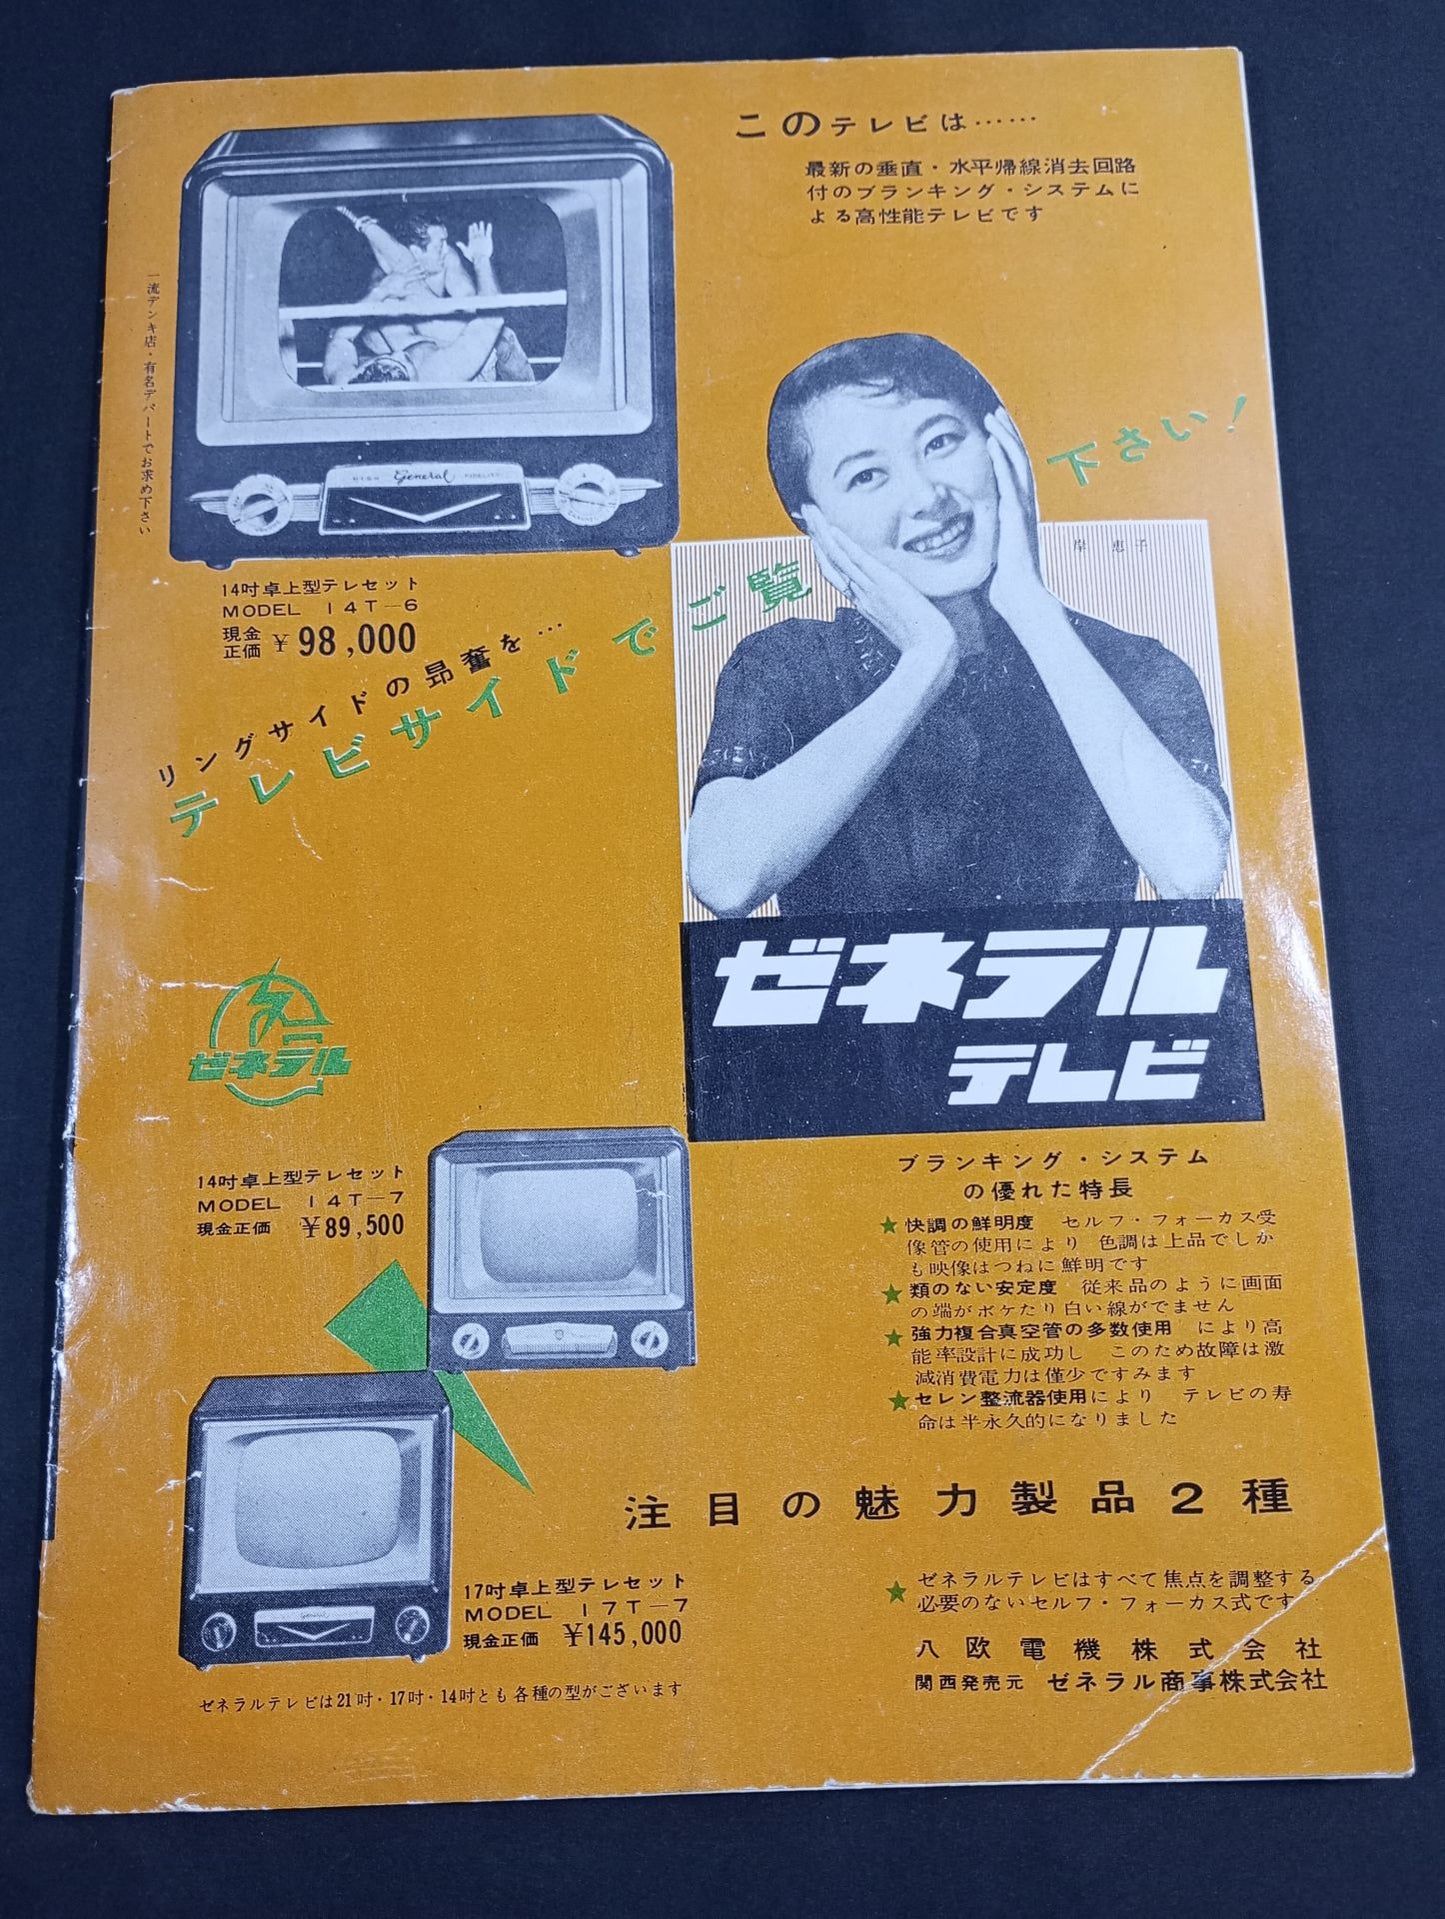 このテレビは……
最新の垂直・水平帰線消去回路
付のブランキング・システムに
よる高性能テレビです
一流デンキ店・有名デパートでお求め下さい
HIGH General FIDELITY
14吋卓上型テレセット
MODEL 14T-6
現金
正価 ¥98,000
リングサイドの昴奮を…
テレビサイドでご覧下さい!
岸 恵子
ゼネラル
テレビ
ゼネラル
14吋卓上型テレセット
MODEL 14T-7
現金正価 ¥89,500
ブランキング・システム
の優れた特長
★快調の鮮明度 セルフ・フォーカス受
像管の使用により 色調は上品でしか
も映像はつねに鮮明です
★類のない安定度 従来品のように画面
の端がボケたり白い線がでません
★強力複合真空管の多数使用 により高
能率設計に成功し このため故障は激
減消費電力は僅少ですみます
★セレン整流器使用により テレビの寿
命は半永久的になりました
注目の魅力製品2種
General
17吋卓上型テレセット
MODEL 17T-7
現金正価 ¥145,000
★ゼネラルテレビはすべて焦点を調整する
必要のないセルフ・フォーカス式です
八欧電機株式会社
関西発売元 ゼネラル商事株式会社
ゼネラルテレビは21吋・17吋・14吋とも各種の型がございます